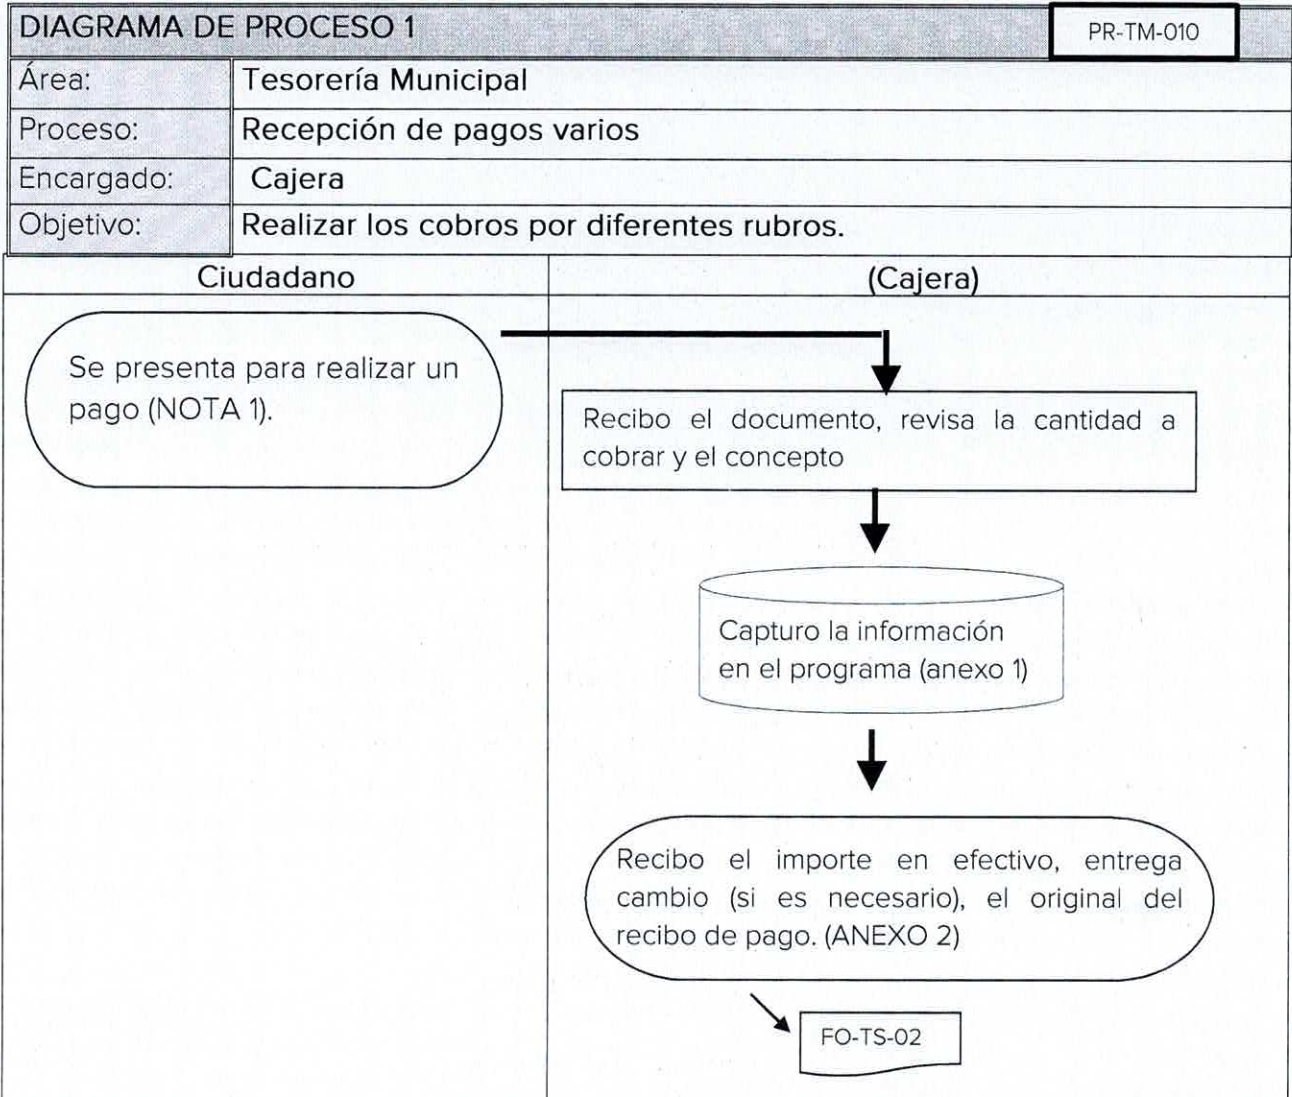 DIAGRAMA DE PROCESO 1
PR-TM-010
Área: Tesorería Municipal
Proceso: Recepción de pagos varios
Encargado: Cajera
Objetivo: Realizar los cobros por diferentes rubros.
Ciudadano
(Cajera)
Se presenta para realizar un
pago (NOTA 1).
Recibo el documento, revisa la cantidad a
cobrar y el concepto
Capturo la información
en el programa (anexo 1)
Recibo el importe en efectivo, entrega
cambio (si es necesario), el original del
recibo de pago. (ANEXO 2)
FO-TS-02